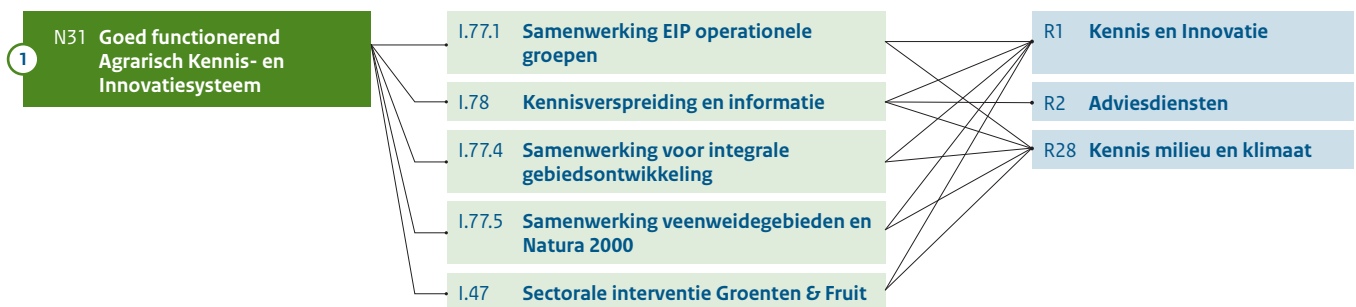 1
N31 Goed functionerend
Agrarisch Kennis- en
Innovatiesysteem
I.77.1 Samenwerking EIP operationele
groepen
I.78 Kennisverspreiding en informatie
I.77.4 Samenwerking voor integrale
gebiedsontwikkeling
I.77.5 Samenwerking veenweidegebieden en
Natura 2000
I.47 Sectorale interventie Groenten & Fruit
R1 Kennis en Innovatie
R2 Adviesdiensten
R28 Kennis milieu en klimaat